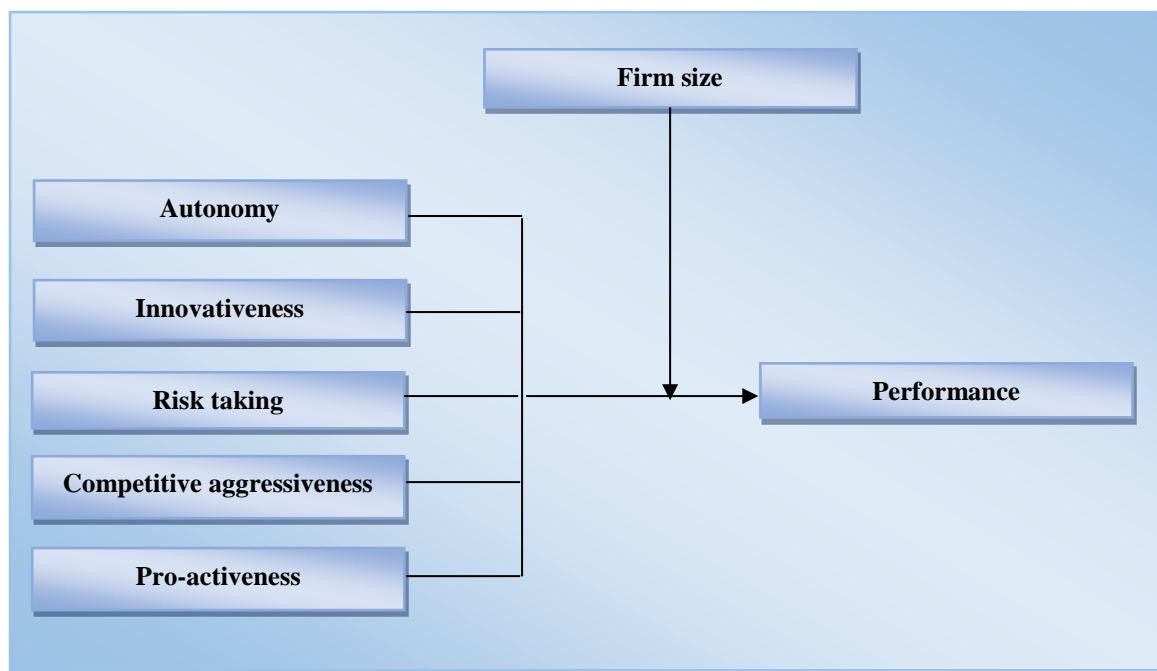 Firm size
Autonomy
Innovativeness
Risk taking
Performance
Competitive aggressiveness
Pro-activeness